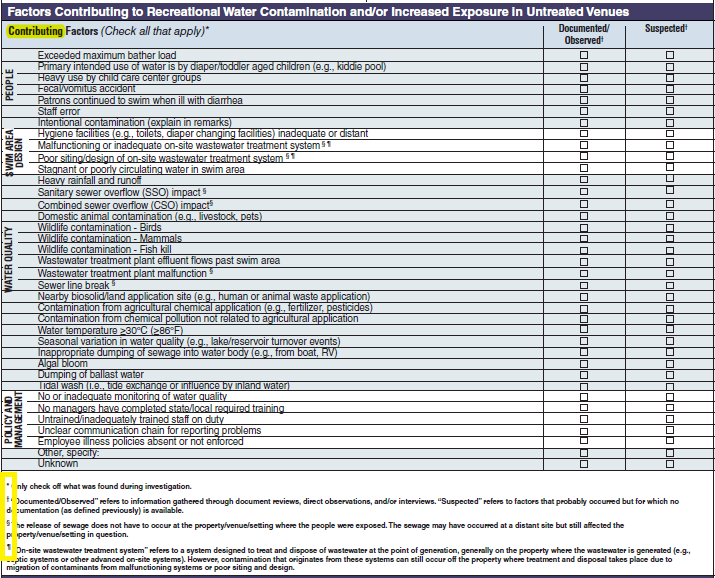 Factors Contributing to Recreational Water Contamination and/or Increased Exposure in Untreated Venues
Contributing Factors (Check all that apply)*
Documented/
Observed†
Suspected†
PEOPLE
Exceeded maximum bather load
Primary intended use of water is by diaper/toddler aged children (e.g., kiddie pool)
Heavy use by child care center groups
Fecal/vomitus accident
Patrons continued to swim when ill with diarrhea
Staff error
Intentional contamination (explain in remarks)
SWIM AREA
DESIGN
Hygiene facilities (e.g., toilets, diaper changing facilities) inadequate or distant
Malfunctioning or inadequate on-site wastewater treatment system § ¶
Poor siting/design of on-site wastewater treatment system § ¶
Stagnant or poorly circulating water in swim area
WATER QUALITY
Heavy rainfall and runoff
Sanitary sewer overflow (SSO) impact §
Combined sewer overflow (CSO) impact§
Domestic animal contamination (e.g., livestock, pets)
Wildlife contamination - Birds
Wildlife contamination - Mammals
Wildlife contamination - Fish kill
Wastewater treatment plant effluent flows past swim area
Wastewater treatment plant malfunction §
Sewer line break §
Nearby biosolid/land application site (e.g., human or animal waste application)
Contamination from agricultural chemical application (e.g., fertilizer, pesticides)
Contamination from chemical pollution not related to agricultural application
Water temperature ≥30°C (≥86°F)
Seasonal variation in water quality (e.g., lake/reservoir turnover events)
Inappropriate dumping of sewage into water body (e.g., from boat, RV)
Algal bloom
Dumping of ballast water
Tidal wash (i.e., tide exchange or influence by inland water)
POLICY AND
MANAGEMENT
No or inadequate monitoring of water quality
No managers have completed state/local required training
Untrained/inadequately trained staff on duty
Unclear communication chain for reporting problems
Employee illness policies absent or not enforced
Other, specify:
Unknown
* Only check off what was found during investigation.
† "Documented/Observed" refers to information gathered through document reviews, direct observations, and/or interviews. "Suspected" refers to factors that probably occurred but for which no
documentation (as defined previously) is available.
§ The release of sewage does not have to occur at the property/venue/setting where the people were exposed. The sewage may have occurred at a distant site but still affected the
property/venue/setting in question.
¶ "On-site wastewater treatment system" refers to a system designed to treat and dispose of wastewater at the point of generation, generally on the property where the wastewater is generated (e.g.,
septic systems or other advanced on-site systems). However, contamination that originates from these systems can still occur off the property where treatment and disposal takes place due to
migration of contaminants from malfunctioning systems or poor siting and design.